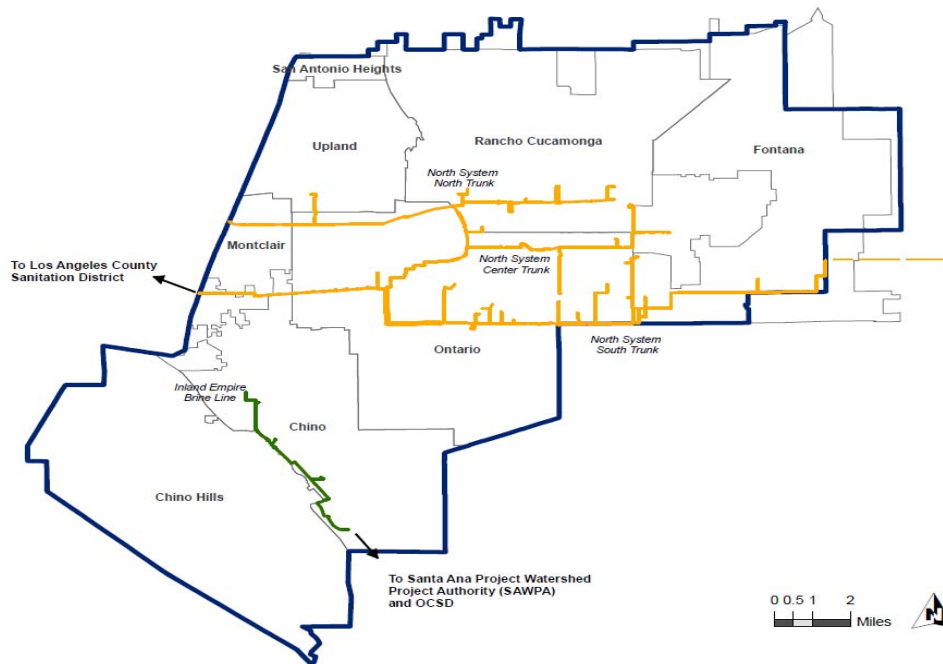 San Antonio Heights
Upland
Rancho Cucamonga
Fontana
North System
North Trunk
Montclair
To Los Angeles County
Sanitation District
North System
Center Trunk
Ontario
North System
South Trunk
Inland Empire
Brine Line
Chino
Chino Hills
To Santa Ana Project Watershed
Project Authority (SAWPA)
and OCSD
0 0.5 1 2
Miles
N